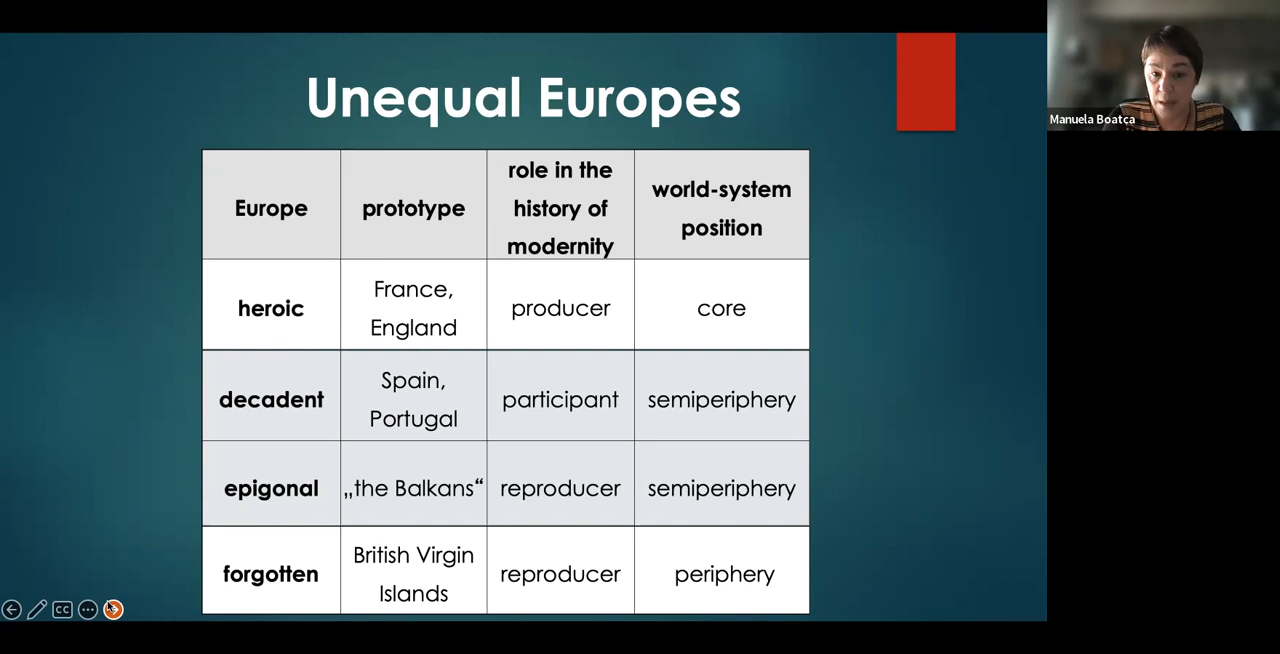 Unequal Europes
Europe
prototype
role in the
history of
modernity
world-system
position
heroic
France,
England
producer
core
decadent
Spain,
Portugal
participant
semiperiphery
epigonal
„the Balkans“
reproducer
semiperiphery
forgotten
British Virgin
Islands
reproducer
periphery
Manuela Boatca
CC